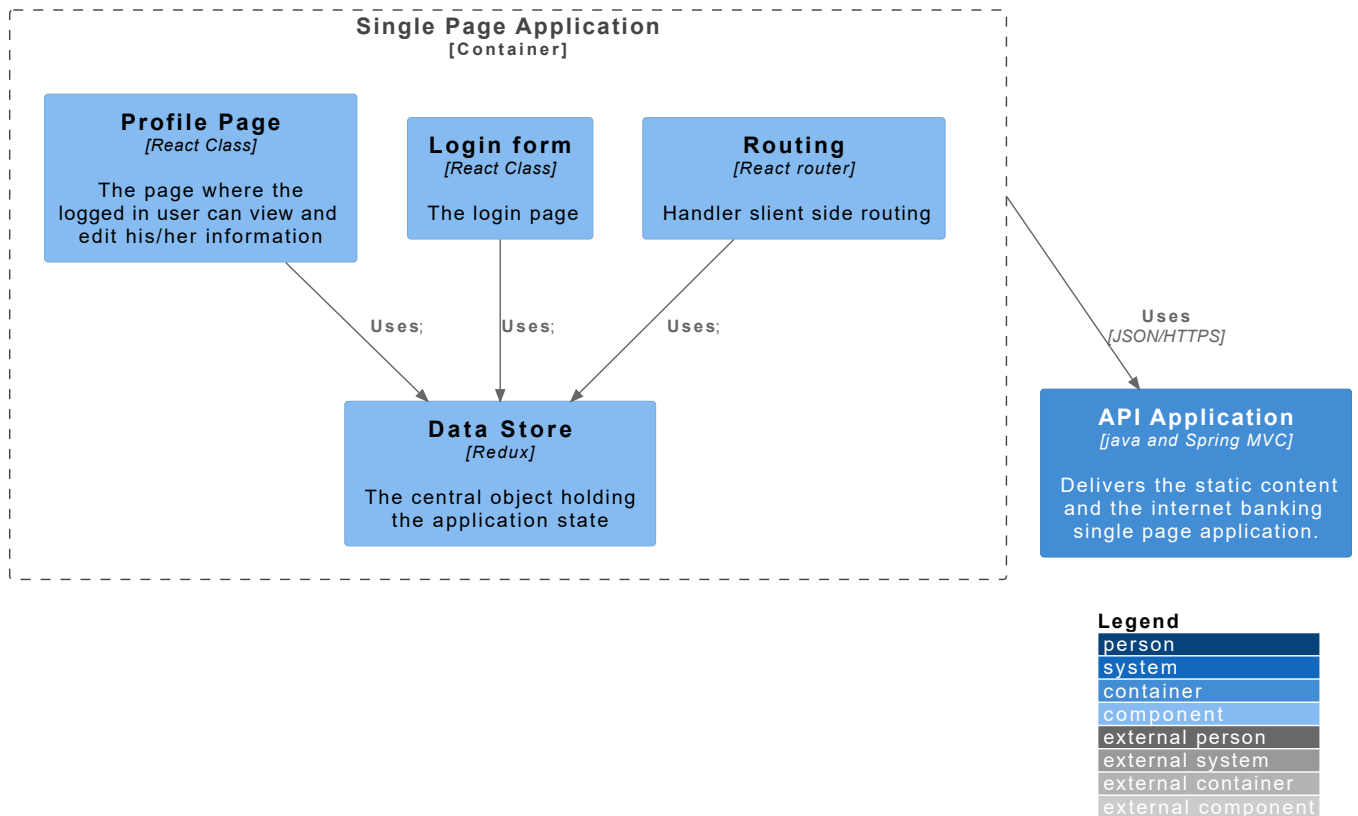 Single Page Application
[Container]
Profile Page
[React Class]
The page where the
logged in user can view and
edit his/her information
Login form
[React Class]
The login page
Routing
[React router]
Handler slient side routing
Uses;
Uses;
Uses;
Uses
[JSON/HTTPS]
Data Store
[Redux]
The central object holding
the application state
API Application
[java and Spring MVC]
Delivers the static content
and the internet banking
single page application.
Legend
person
system
container
component
external person
external system
external container
external component